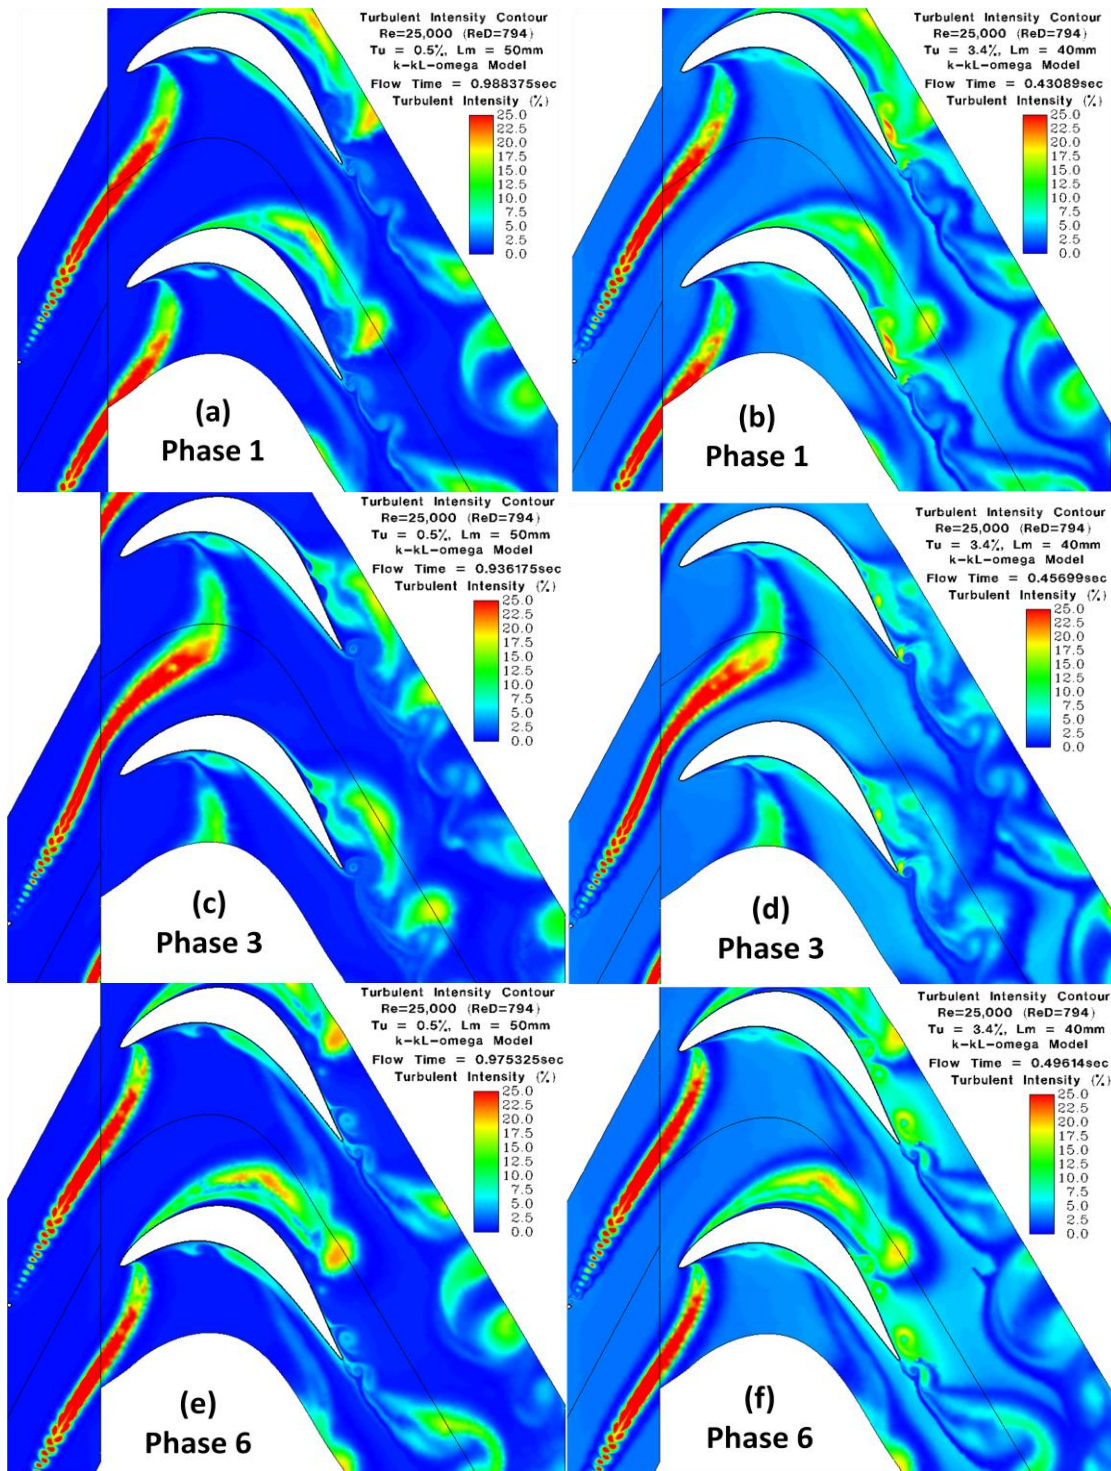 Turbulent Intensity Contour
Re=25,000 (ReD=794)
Tu = 0.5%, Lm = 50mm
k-kL-omega Model
Flow Time = 0.988375sec
Turbulent Intensity (%)
25.0
22.5
20.0
17.5
15.0
12.5
10.0
7.5
5.0
2.5
0.0
(a)
Phase 1
Turbulent Intensity Contour
Re=25,000 (ReD=794)
Tu = 3.4%, Lm = 40mm
k-kL-omega Model
Flow Time = 0.43089sec
Turbulent Intensity (%)
25.0
22.5
20.0
17.5
15.0
12.5
10.0
7.5
5.0
2.5
0.0
(b)
Phase 1
Turbulent Intensity Contour
Re=25,000 (ReD=794)
Tu = 0.5%, Lm = 50mm
k-kL-omega Model
Flow Time = 0.936175sec
Turbulent Intensity (%)
25.0
22.5
20.0
17.5
15.0
12.5
10.0
7.5
5.0
2.5
0.0
(c)
Phase 3
Turbulent Intensity Contour
Re=25,000 (ReD=794)
Tu = 3.4%, Lm = 40mm
k-kL-omega Model
Flow Time = 0.45699sec
Turbulent Intensity (%)
25.0
22.5
20.0
17.5
15.0
12.5
10.0
7.5
5.0
2.5
0.0
(d)
Phase 3
Turbulent Intensity Contour
Re=25,000 (ReD=794)
Tu = 0.5%, Lm = 50mm
k-kL-omega Model
Flow Time = 0.975325sec
Turbulent Intensity (%)
25.0
22.5
20.0
17.5
15.0
12.5
10.0
7.5
5.0
2.5
0.0
(e)
Phase 6
Turbulent Intensity Contour
Re=25,000 (ReD=794)
Tu = 3.4%, Lm = 40mm
k-kL-omega Model
Flow Time = 0.49614sec
Turbulent Intensity (%)
25.0
22.5
20.0
17.5
15.0
12.5
10.0
7.5
5.0
2.5
0.0
(f)
Phase 6